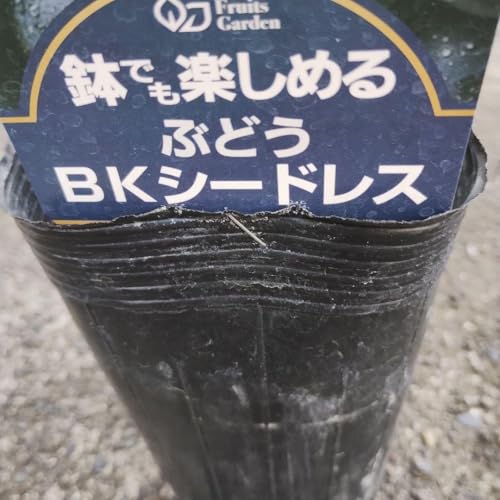 Fruits
Garden
鉢でも楽しめる
ぶどう
BKシードレス